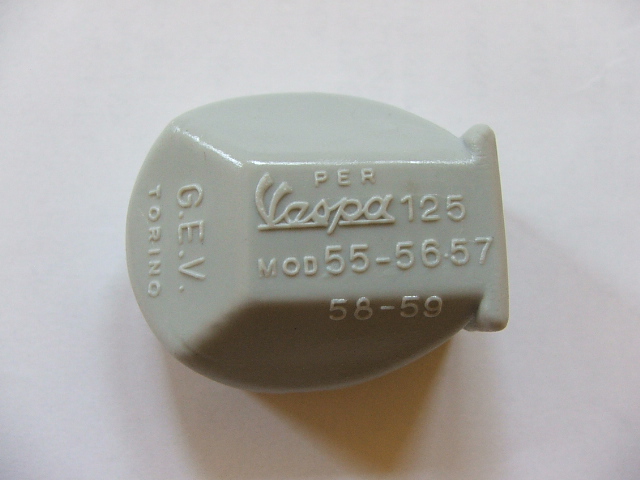 PER
Vespa 125
MOD 55-56·57
58-59
G.E.V.
TORINO